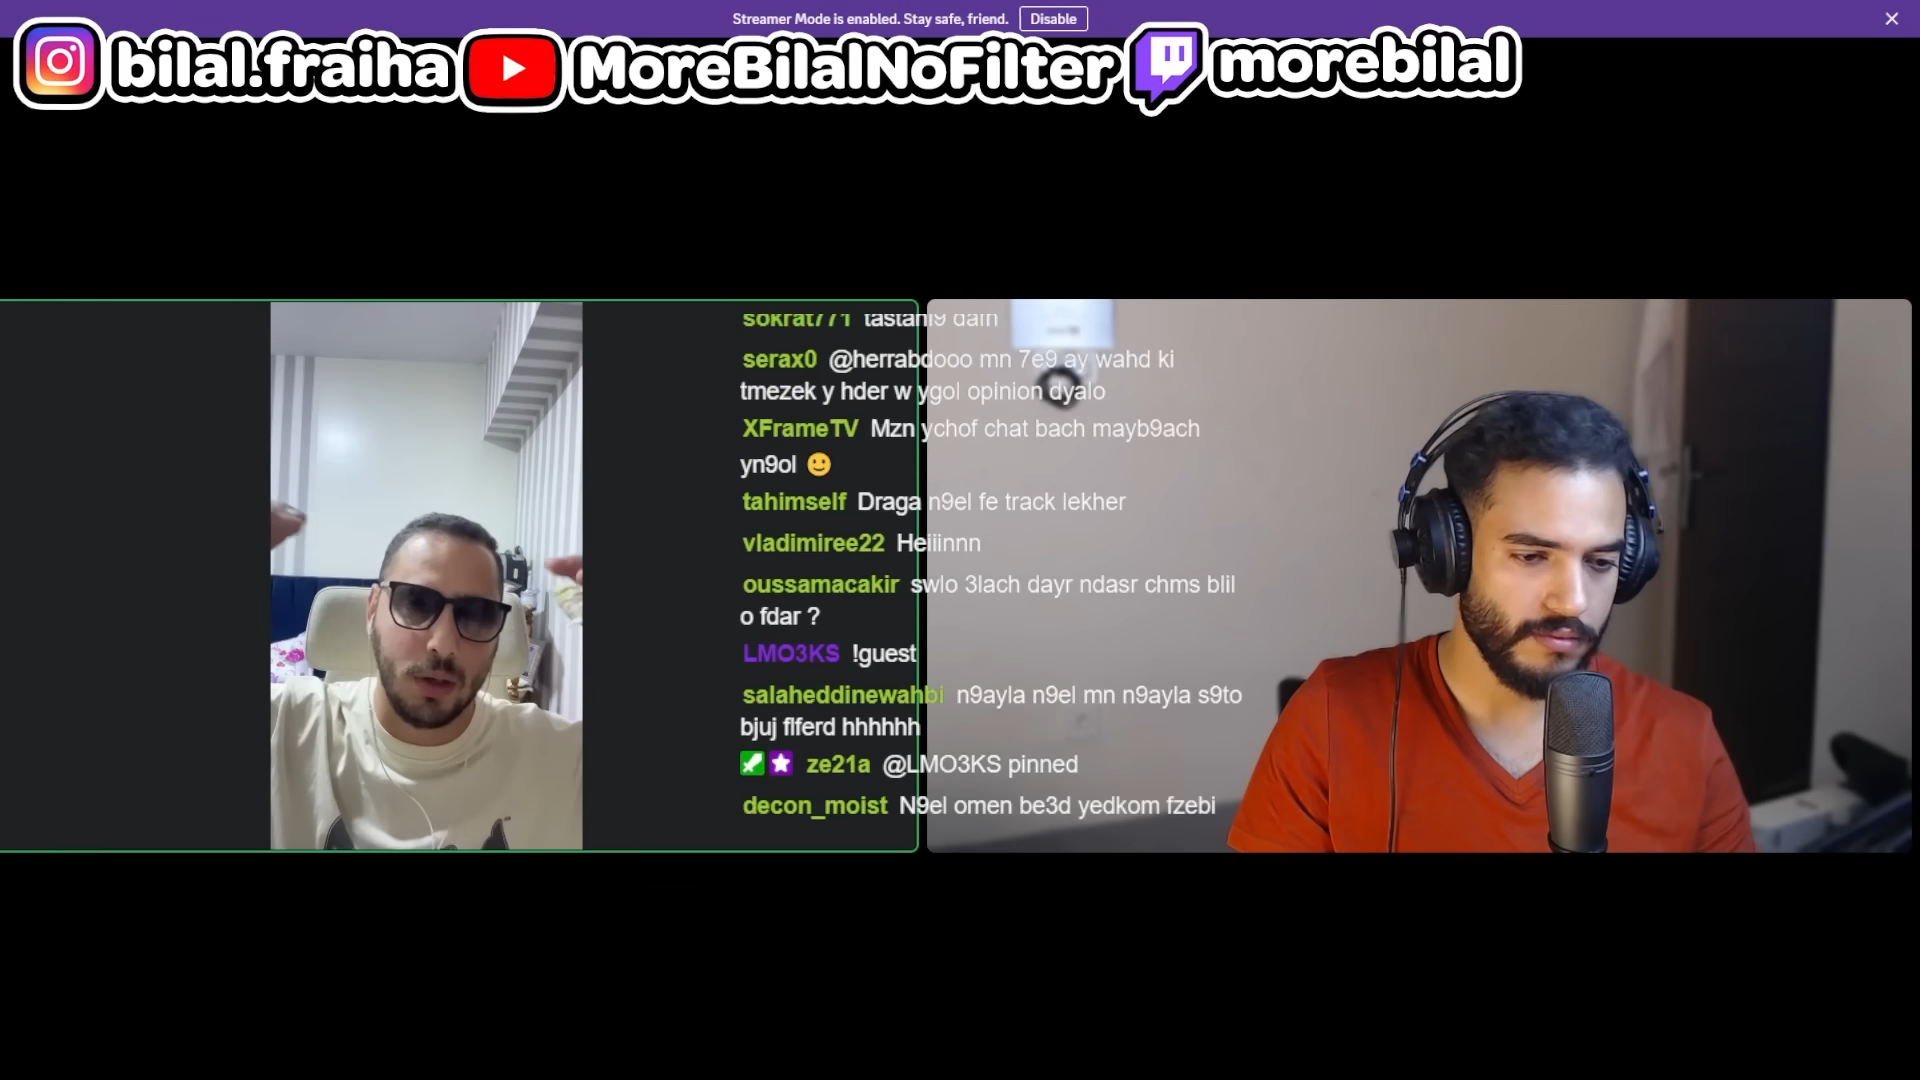 Streamer Mode is enabled. Stay safe, friend. Disable
bilal.fraiha MoreBilalNoFilter morebilal
sokrat771 tastahl9 dam
serax0 @herrabdooo mn 7e9 ay wahd ki
tmezek y hder w ygol opinion dyalo
XFrameTV Mzn ychof chat bach mayb9ach
yn9ol 🙂
tahimself Draga n9el fe track lekher
vladimiree22 Heiiinnn
oussamacakir swlo 3lach dayr ndasr chms blil
o fdar ?
LMO3KS !guest
salaheddinewahbi n9ayla n9el mn n9ayla s9to
bjuj flferd hhhhhh
ze21a @LMO3KS pinned
decon_moist N9el omen be3d yedkom fzebi